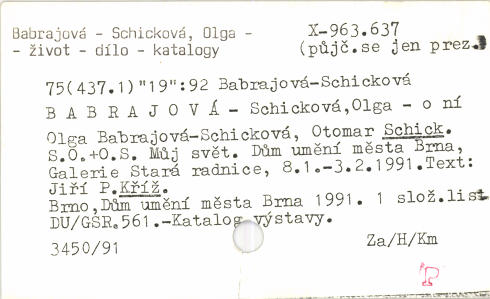 Babrajová - Schicková, Olga -
- život - dílo - katalogy
X-963.637
(půjč.se jen prez.)
75(437.1)"19":92 Babrajová-Schicková
B A B R A J O V Á - Schicková,Olga - o ní
Olga Babrajová-Schicková, Otomar Schick.
S.O.+O.S. Můj svět. Dům umění města Brna,
Galerie Stará radnice, 8.1.-3.2.1991.Text:
Jiří P.Kříž.
Brno,Dům umění města Brna 1991. 1 slož.list
DU/GSR.561.-Katalog výstavy.
3450/91
Za/H/Km